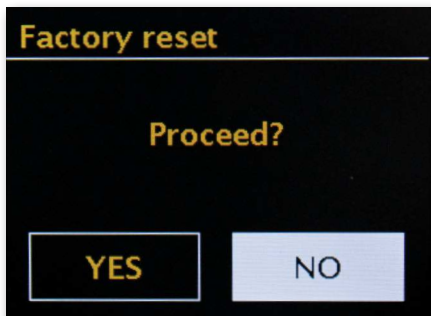 Factory reset
Proceed?
YES NO